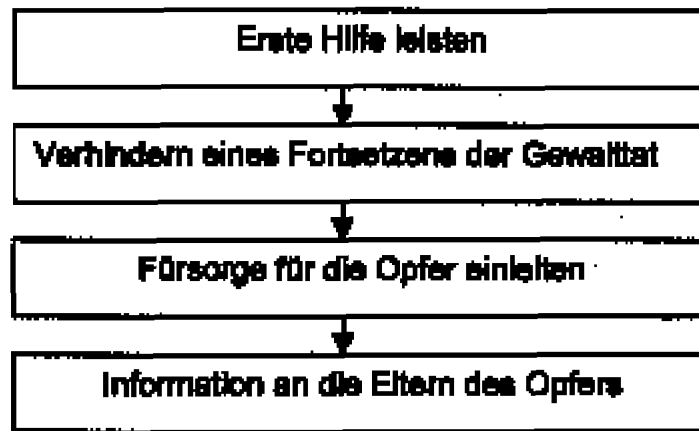 Erste Hilfe leisten
Verhindern eines Fortsetzens der Gewalttat
Fürsorge für die Opfer einleiten
Information an die Eltern des Opfers